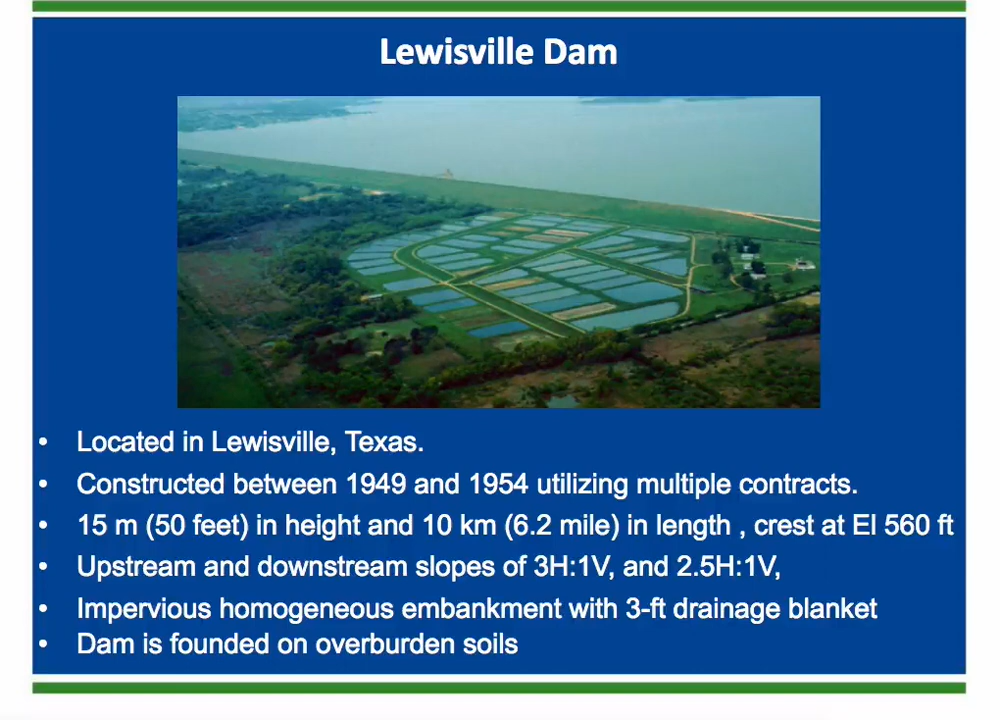 Lewisville Dam
• Located in Lewisville, Texas.
• Constructed between 1949 and 1954 utilizing multiple contracts.
• 15 m (50 feet) in height and 10 km (6.2 mile) in length , crest at El 560 ft
• Upstream and downstream slopes of 3H:1V, and 2.5H:1V,
• Impervious homogeneous embankment with 3-ft drainage blanket
• Dam is founded on overburden soils